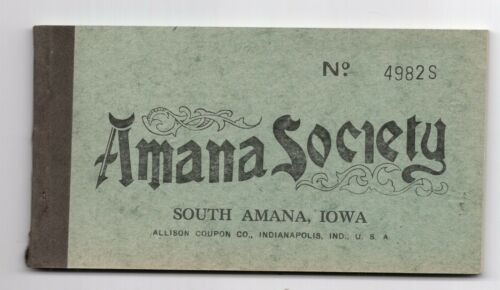 Nº 4982S
Amana Society
SOUTH AMANA, IOWA
ALLISON COUPON CO., INDIANAPOLIS, IND., U. S. A